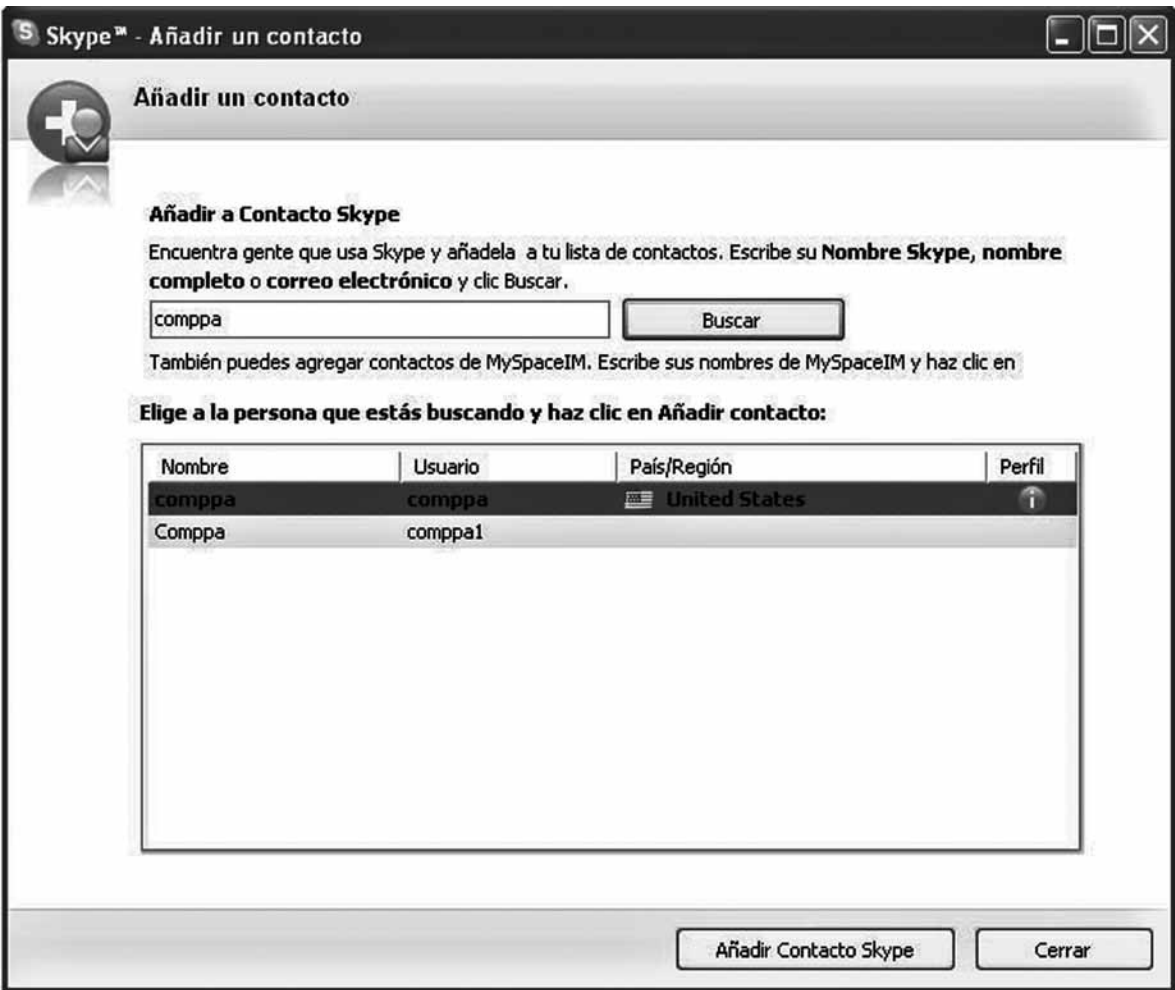 Skype™ - Añadir un contacto
Añadir un contacto
Añadir a Contacto Skype
Encuentra gente que usa Skype y añadela a tu lista de contactos. Escribe su Nombre Skype, nombre
completo o correo electrónico y clic Buscar.
comppa Buscar
También puedes agregar contactos de MySpaceIM. Escribe sus nombres de MySpaceIM y haz clic en
Elige a la persona que estás buscando y haz clic en Añadir contacto:
Nombre Usuario País/Región Perfil
comppa comppa United States
Comppa comppa1
Añadir Contacto Skype Cerrar